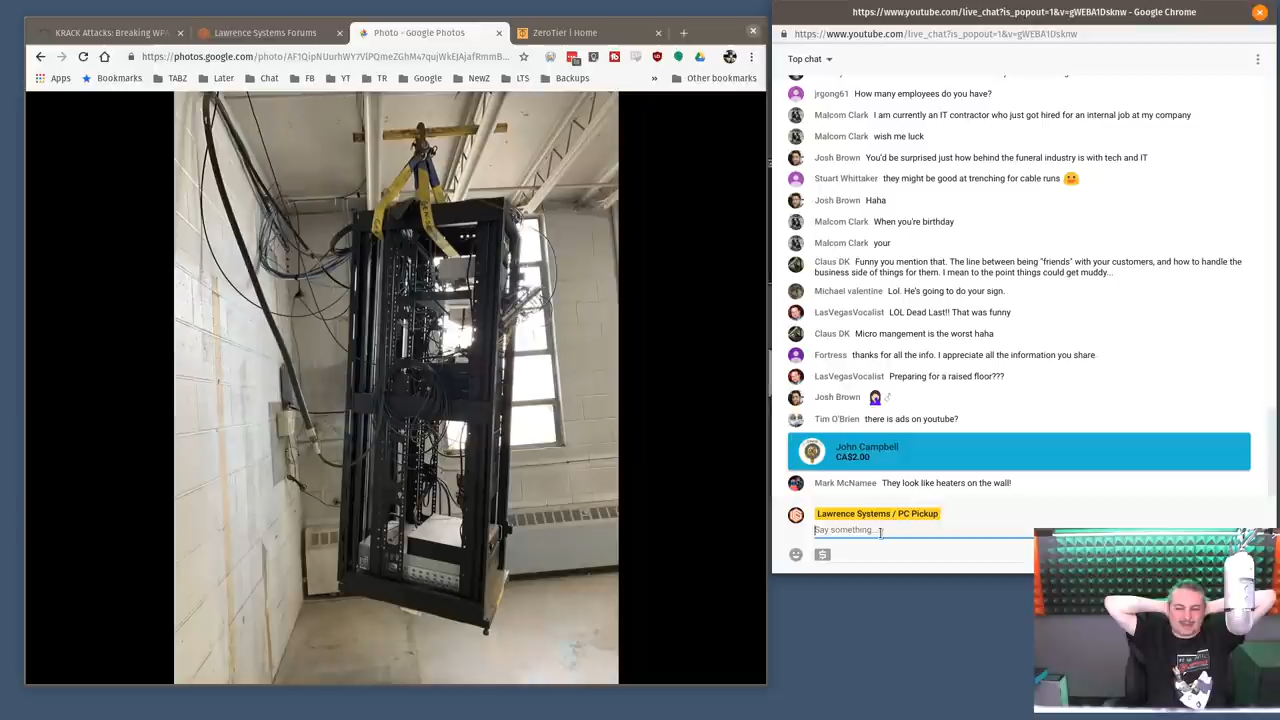 https://www.youtube.com/live_chat?is_popout=1&v=gWEBA1Dsknw - Google Chrome
KRACK Attacks: Breaking WPA
Lawrence Systems Forums
Photo - Google Photos
ZeroTier | Home
https://www.youtube.com/live_chat?is_popout=1&v=gWEBA1Dsknw
Apps
Bookmarks
TABZ
Later
Chat
FB
YT
TR
Google
NewZ
LTS
Backups
»
Other bookmarks
Top chat
jrgong61 How many employees do you have?
Malcom Clark I am currently an IT contractor who just got hired for an internal job at my company
Malcom Clark wish me luck
Josh Brown You'd be surprised just how behind the funeral industry is with tech and IT
Stuart Whittaker they might be good at trenching for cable runs
Josh Brown Haha
Malcom Clark When you're birthday
Malcom Clark your
Claus DK Funny you mention that. The line between being "friends" with your customers, and how to handle the
business side of things for them. I mean to the point things could get muddy...
Michael valentine Lol. He's going to do your sign.
LasVegasVocalist LOL Dead Last!! That was funny
Claus DK Micro mangement is the worst haha
Fortress thanks for all the info. I appreciate all the information you share
LasVegasVocalist Preparing for a raised floor???
Josh Brown
Tim O'Brien there is ads on youtube?
John Campbell
CA$2.00
Mark McNamee They look like heaters on the wall!
Lawrence Systems / PC Pickup
Say something...